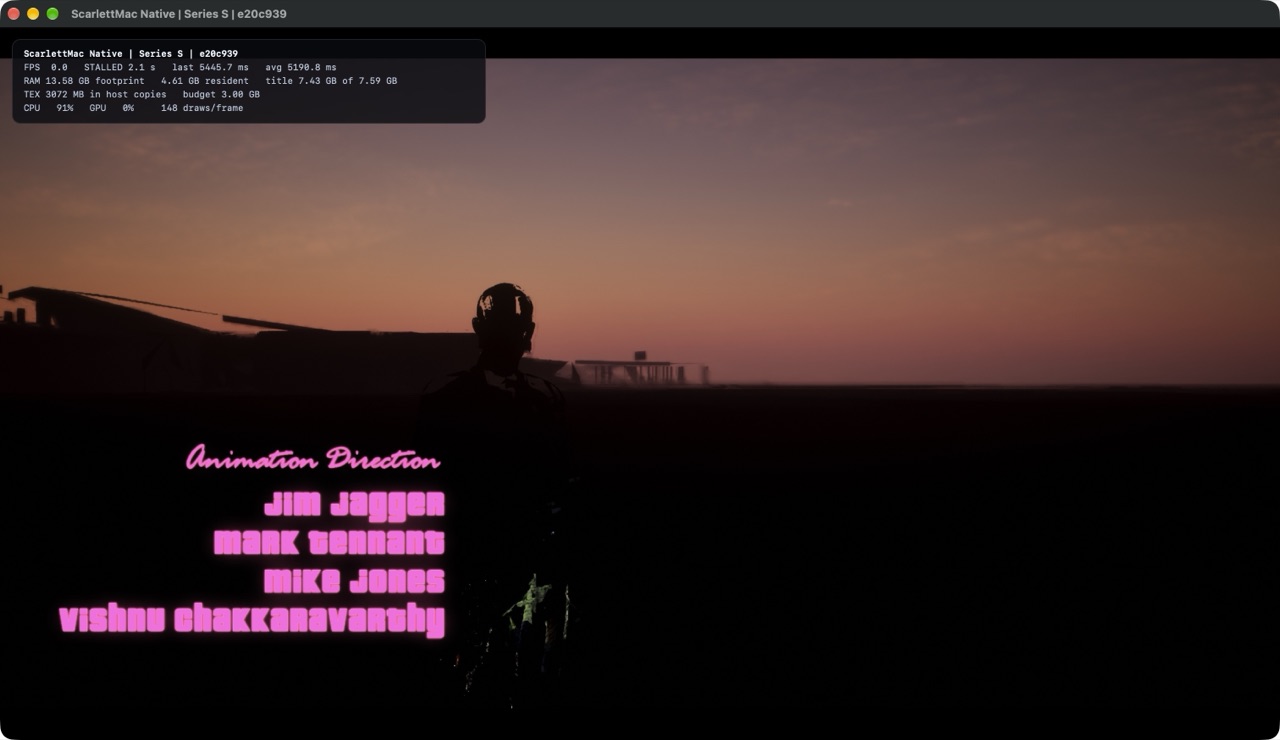 ScarlettMac Native | Series S | e20c939
ScarlettMac Native | Series S | e20c939
FPS 0.0 STALLED 2.1 s last 5445.7 ms avg 5190.8 ms
RAM 13.58 GB footprint 4.61 GB resident title 7.43 GB of 7.59 GB
TEX 3072 MB in host copies budget 3.00 GB
CPU 91% GPU 0% 148 draws/frame
Animation Direction
Jim Jagger
Mark Tennant
Mike Jones
Vishnu Chakkaravarthy